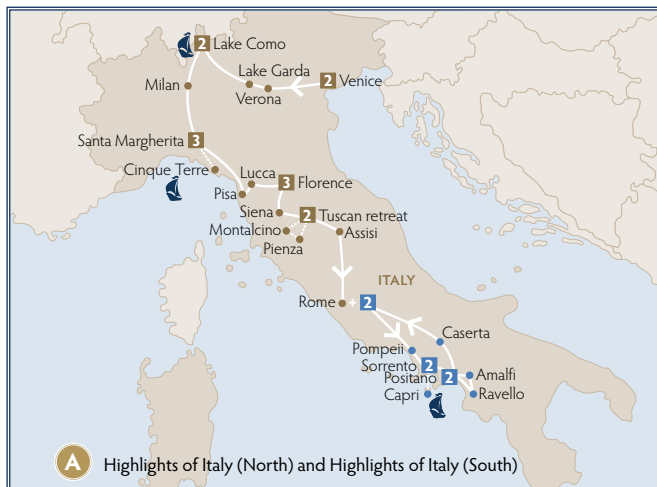 2 Lake Como
Lake Garda
2 Venice
Milan
Verona
Santa Margherita 3
Cinque Terre
Lucca
3 Florence
Pisa
Siena
2 Tuscan retreat
Montalcino
Assisi
Pienza
ITALY
Rome + 2
Caserta
Pompeii
Sorrento 2
Positano 2
Amalfi
Capri
Ravello
A Highlights of Italy (North) and Highlights of Italy (South)